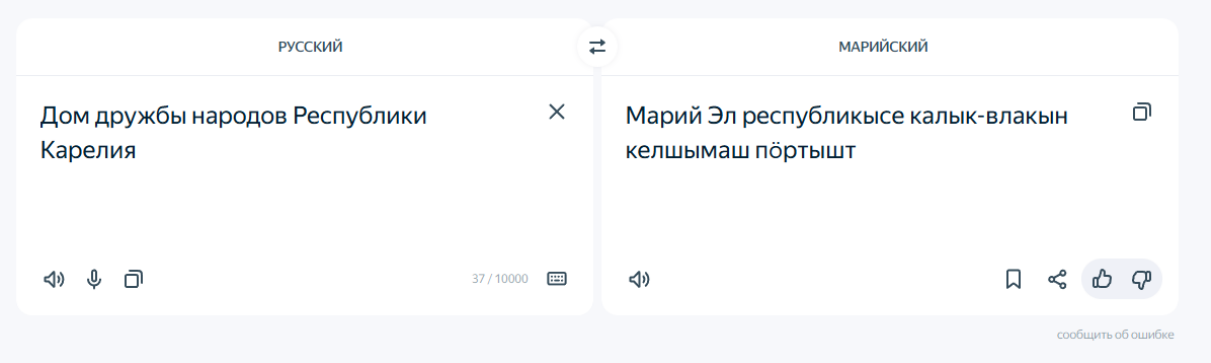 РУССКИЙ
МАРИЙСКИЙ
Дом дружбы народов Республики
Карелия
Марий Эл республикысе калык-влакын
келшымаш пӧртышт
37 / 10000
сообщить об ошибке